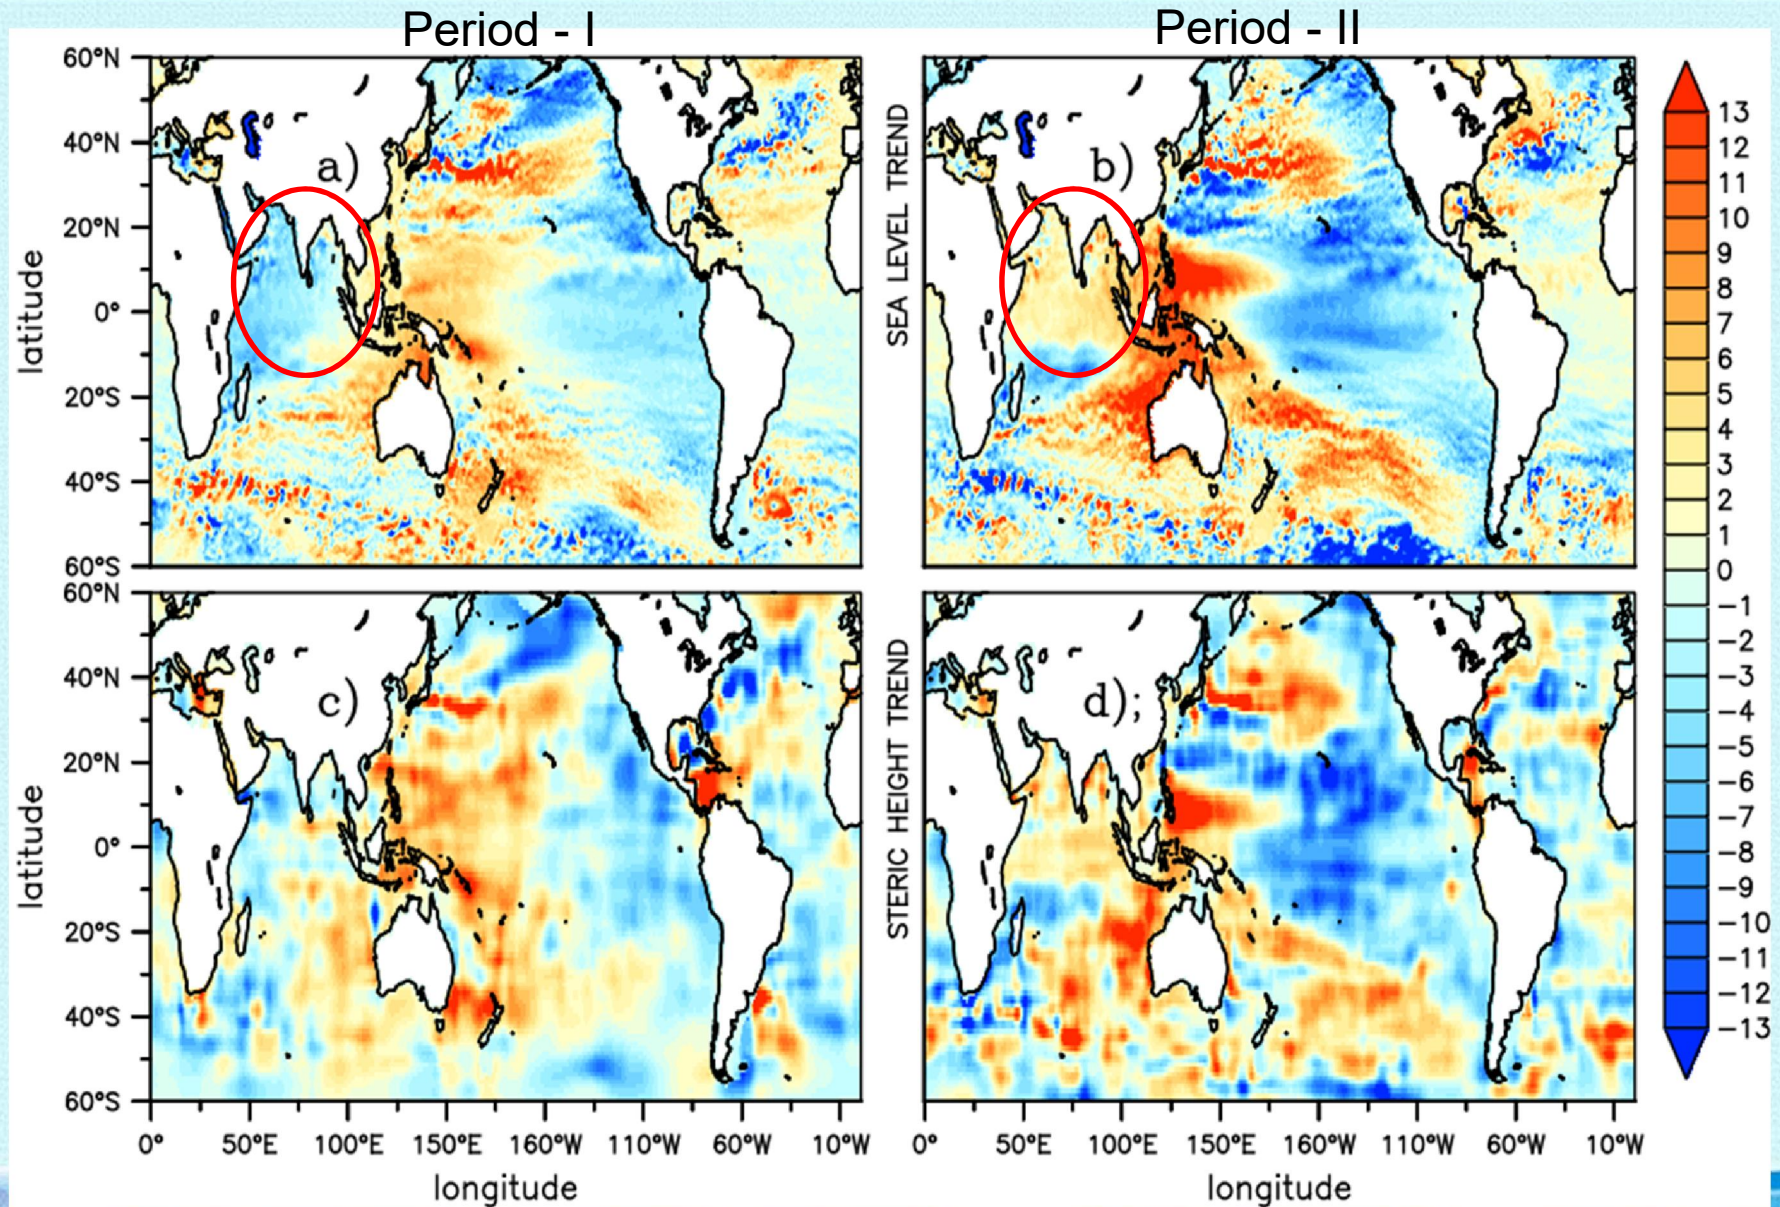 Period - I
Period - II
60°N
40°N
20°N
0°
20°S
40°S
60°S
latitude
a)
SEA LEVEL TREND
b)
60°N
40°N
20°N
0°
20°S
40°S
60°S
latitude
c)
STERIC HEIGHT TREND
d);
13
12
11
10
9
8
7
6
5
4
3
2
1
0
−1
−2
−3
−4
−5
−6
−7
−8
−9
−10
−11
−12
−13
0° 50°E 100°E 150°E 160°W 110°W 60°W 10°W
0° 50°E 100°E 150°E 160°W 110°W 60°W 10°W
longitude
longitude